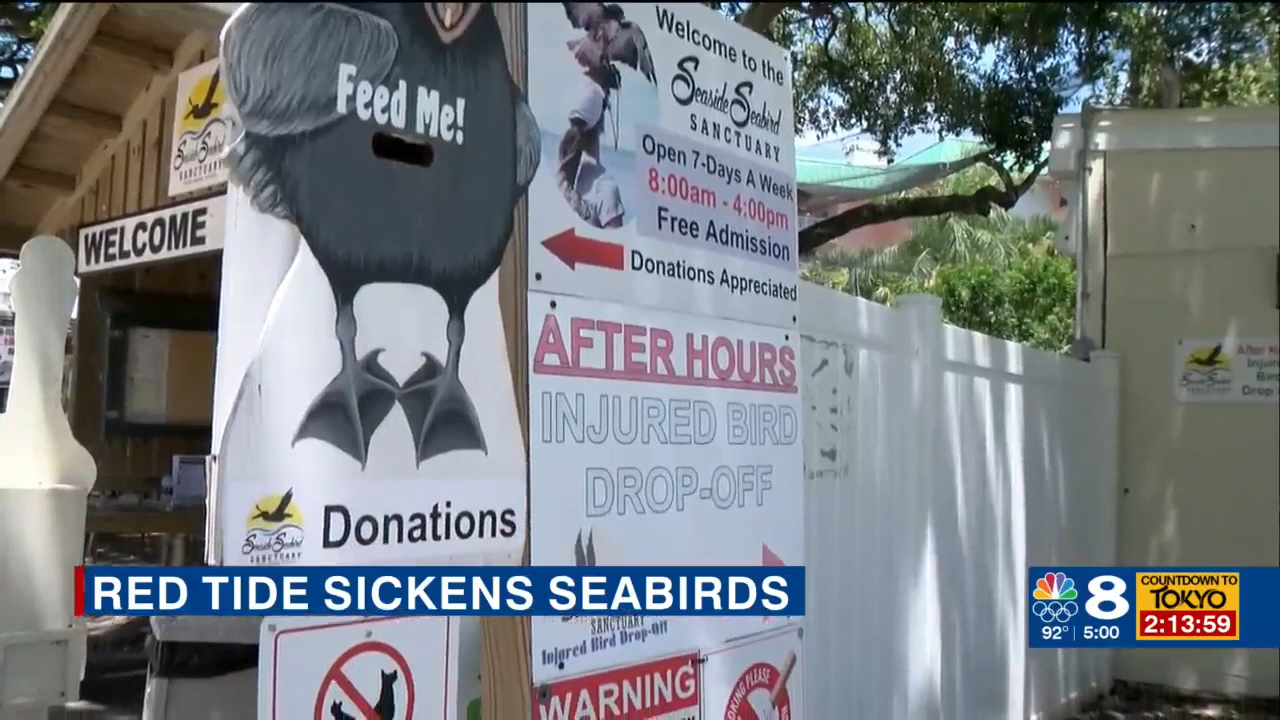 Feed Me!
Seaside Seabird
SANCTUARY
WELCOME
Donations
Seaside Seabird
SANCTUARY
Welcome to the
Seaside Seabird
SANCTUARY
Open 7-Days A Week
8:00am - 4:00pm
Free Admission
Donations Appreciated
AFTER HOURS
INJURED BIRD
DROP-OFF
SANCTUARY
Injured Bird Drop-Off
WARNING
RED TIDE SICKENS SEABIRDS
8
92° | 5:00
COUNTDOWN TO
TOKYO
2:13:59